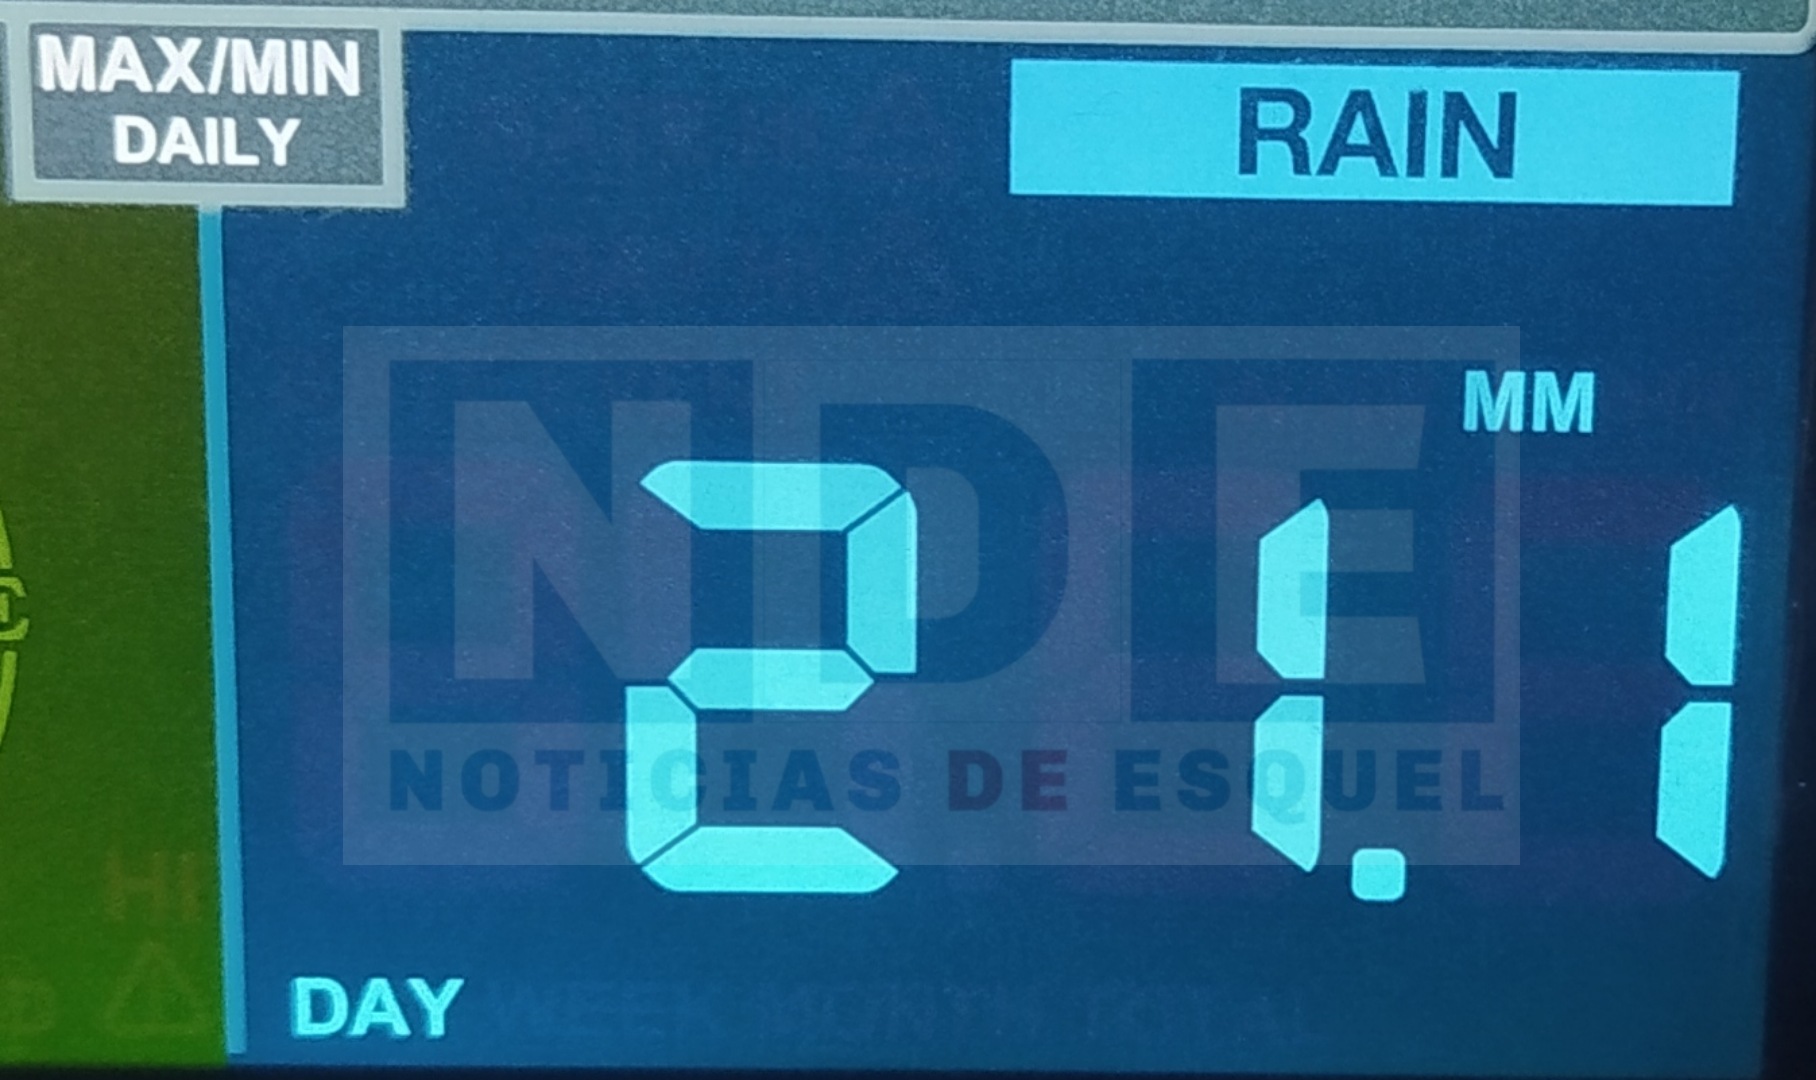 MAX/MIN
DAILY
RAIN
MM
21.1
NDE
NOTICIAS DE ESQUEL
DAY